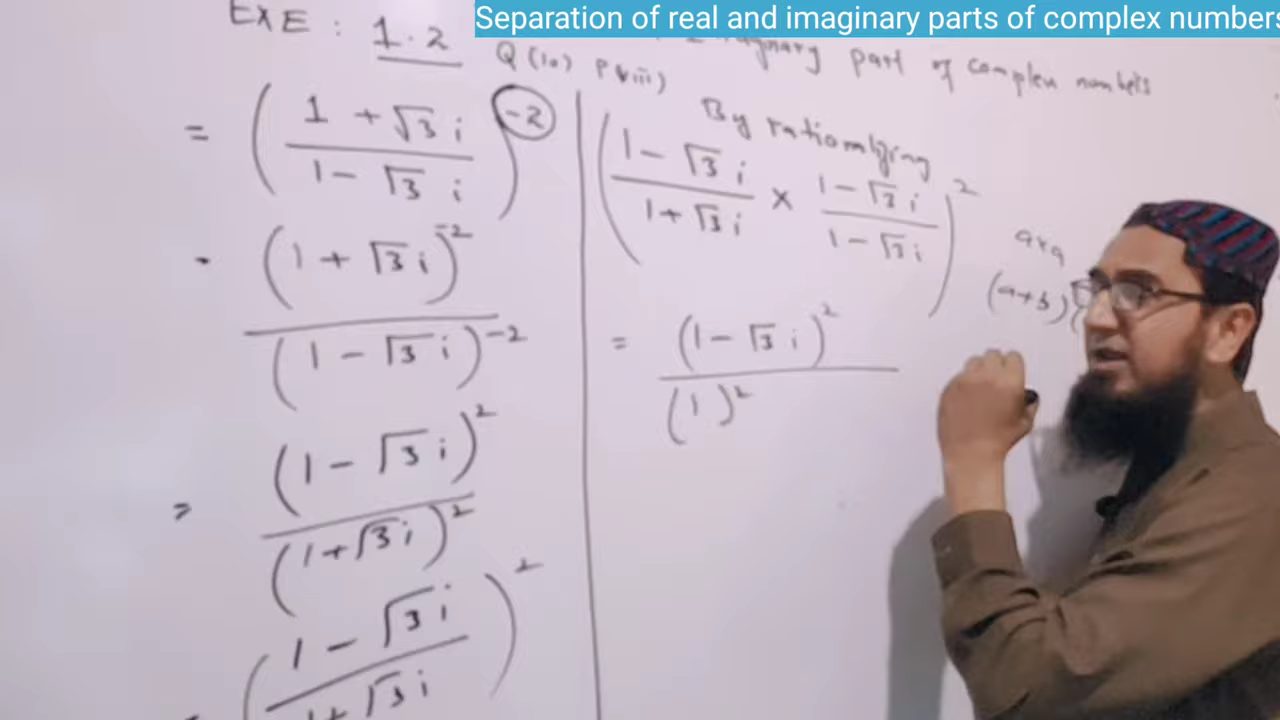 Separation of real and imaginary parts of complex numbers
EXE : 1.2
Imaginary part of complex numbers
Q (10) P(viii)
= ( (1 + √3 i) / (1 - √3 i) )^-2
= (1 + √3 i)^-2 / (1 - √3 i)^-2
= (1 - √3 i)^2 / (1 + √3 i)^2
= ( (1 - √3 i) / (1 + √3 i) )^2
By rationalizing
( (1 - √3 i) / (1 + √3 i) × (1 - √3 i) / (1 - √3 i) )^2
a×a
(a+b)(
= (1 - √3 i)^2 / (1 )^2